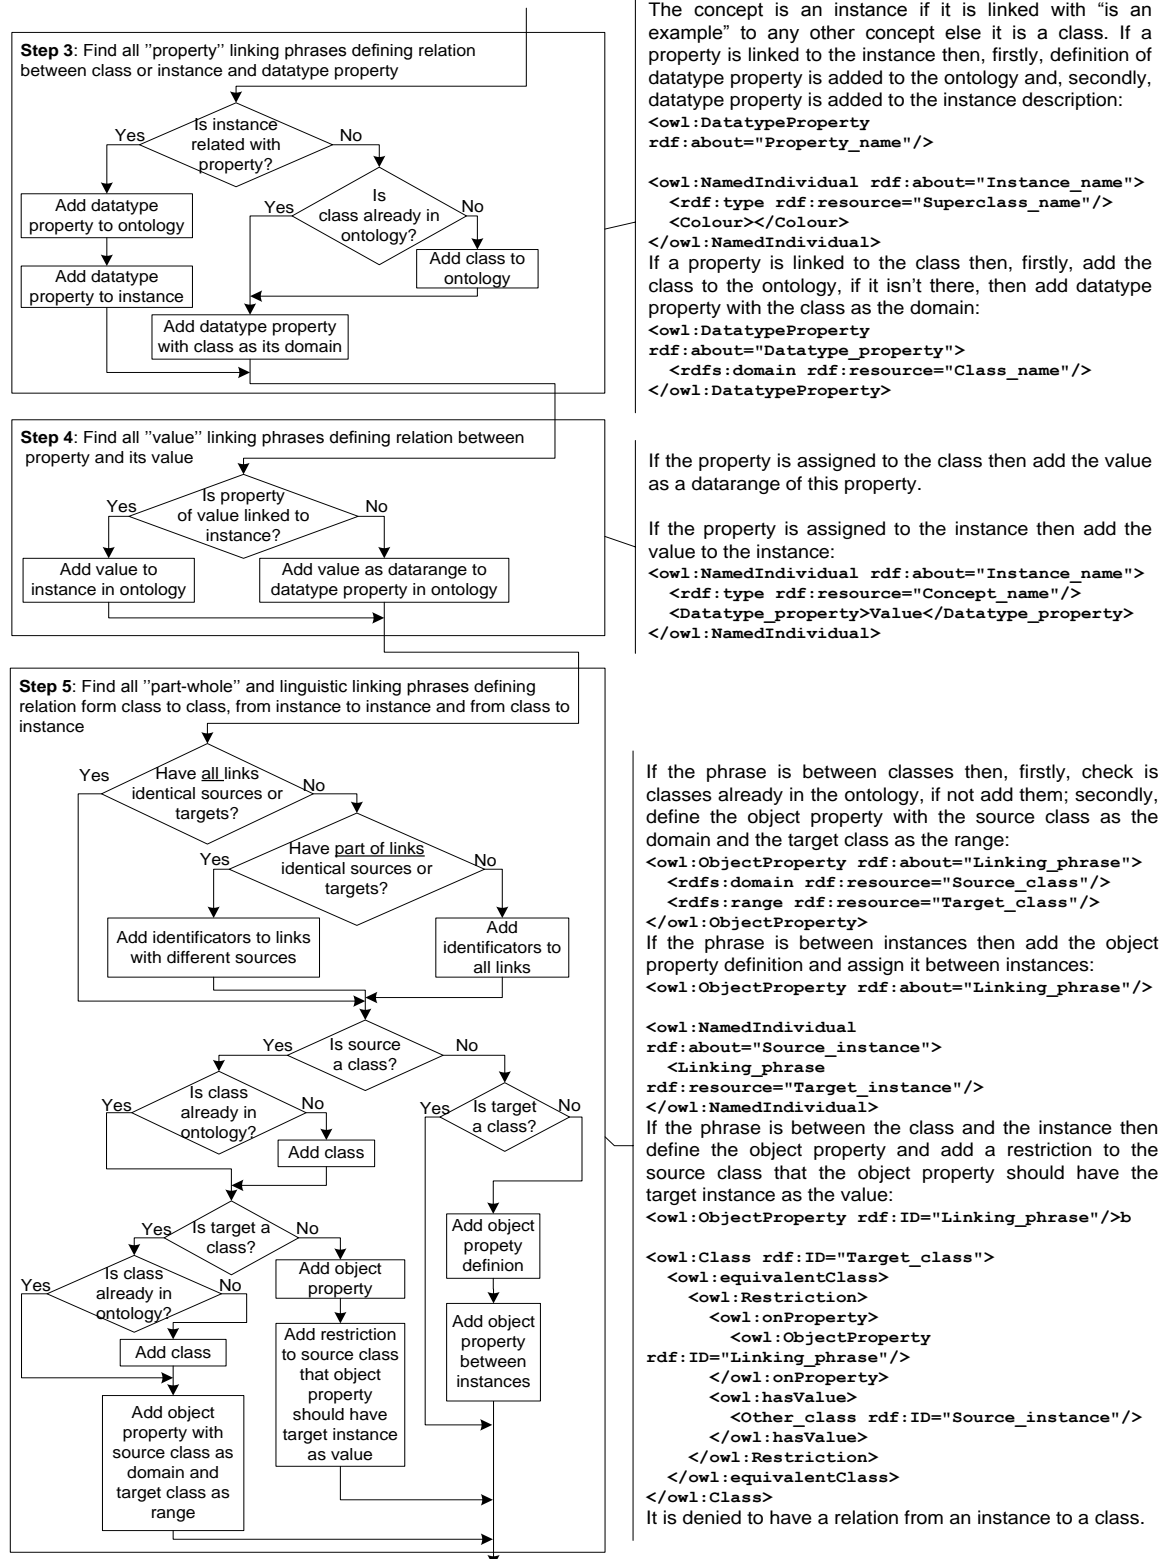 Step 3: Find all ''property'' linking phrases defining relation
between class or instance and datatype property
Is instance
related with
property?
Yes
No
Add datatype
property to ontology
Add datatype
property to instance
Is
class already in
ontology?
Yes
No
Add class to
ontology
Add datatype property
with class as its domain
The concept is an instance if it is linked with “is an
example” to any other concept else it is a class. If a
property is linked to the instance then, firstly, definition of
datatype property is added to the ontology and, secondly,
datatype property is added to the instance description:
<owl:DatatypeProperty
rdf:about="Property_name"/>
<owl:NamedIndividual rdf:about="Instance_name">
<rdf:type rdf:resource="Superclass_name"/>
<Colour></Colour>
</owl:NamedIndividual>
If a property is linked to the class then, firstly, add the
class to the ontology, if it isn’t there, then add datatype
property with the class as the domain:
<owl:DatatypeProperty
rdf:about="Datatype_property">
<rdfs:domain rdf:resource="Class_name"/>
</owl:DatatypeProperty>
Step 4: Find all ''value'' linking phrases defining relation between
property and its value
Is property
of value linked to
instance?
Yes
No
Add value to
instance in ontology
Add value as datarange to
datatype property in ontology
If the property is assigned to the class then add the value
as a datarange of this property.
If the property is assigned to the instance then add the
value to the instance:
<owl:NamedIndividual rdf:about="Instance_name">
<rdf:type rdf:resource="Concept_name"/>
<Datatype_property>Value</Datatype_property>
</owl:NamedIndividual>
Step 5: Find all ''part-whole'' and linguistic linking phrases defining
relation form class to class, from instance to instance and from class to
instance
Have all links
identical sources or
targets?
Yes
No
Have part of links
identical sources or
targets?
Yes
No
Add identificators to links
with different sources
Add
identificators to
all links
Is source
a class?
Yes
No
Is class
already in
ontology?
Yes
No
Add class
Is target
a class?
Yes
No
Is target a
class?
Yes
No
Is class
already in
ontology?
Yes
No
Add class
Add object
property with
source class as
domain and
target class as
range
Add object
property
Add restriction
to source class
that object
property
should have
target instance
as value
Add object
propety
definion
Add object
property
between
instances
If the phrase is between classes then, firstly, check is
classes already in the ontology, if not add them; secondly,
define the object property with the source class as the
domain and the target class as the range:
<owl:ObjectProperty rdf:about="Linking_phrase">
<rdfs:domain rdf:resource="Source_class"/>
<rdfs:range rdf:resource="Target_class"/>
</owl:ObjectProperty>
If the phrase is between instances then add the object
property definition and assign it between instances:
<owl:ObjectProperty rdf:about="Linking_phrase"/>
<owl:NamedIndividual
rdf:about="Source_instance">
<Linking_phrase
rdf:resource="Target_instance"/>
</owl:NamedIndividual>
If the phrase is between the class and the instance then
define the object property and add a restriction to the
source class that the object property should have the
target instance as the value:
<owl:ObjectProperty rdf:ID="Linking_phrase"/>b
<owl:Class rdf:ID="Target_class">
<owl:equivalentClass>
<owl:Restriction>
<owl:onProperty>
<owl:ObjectProperty
rdf:ID="Linking_phrase"/>
</owl:onProperty>
<owl:hasValue>
<Other_class rdf:ID="Source_instance"/>
</owl:hasValue>
</owl:Restriction>
</owl:equivalentClass>
</owl:Class>
It is denied to have a relation from an instance to a class.